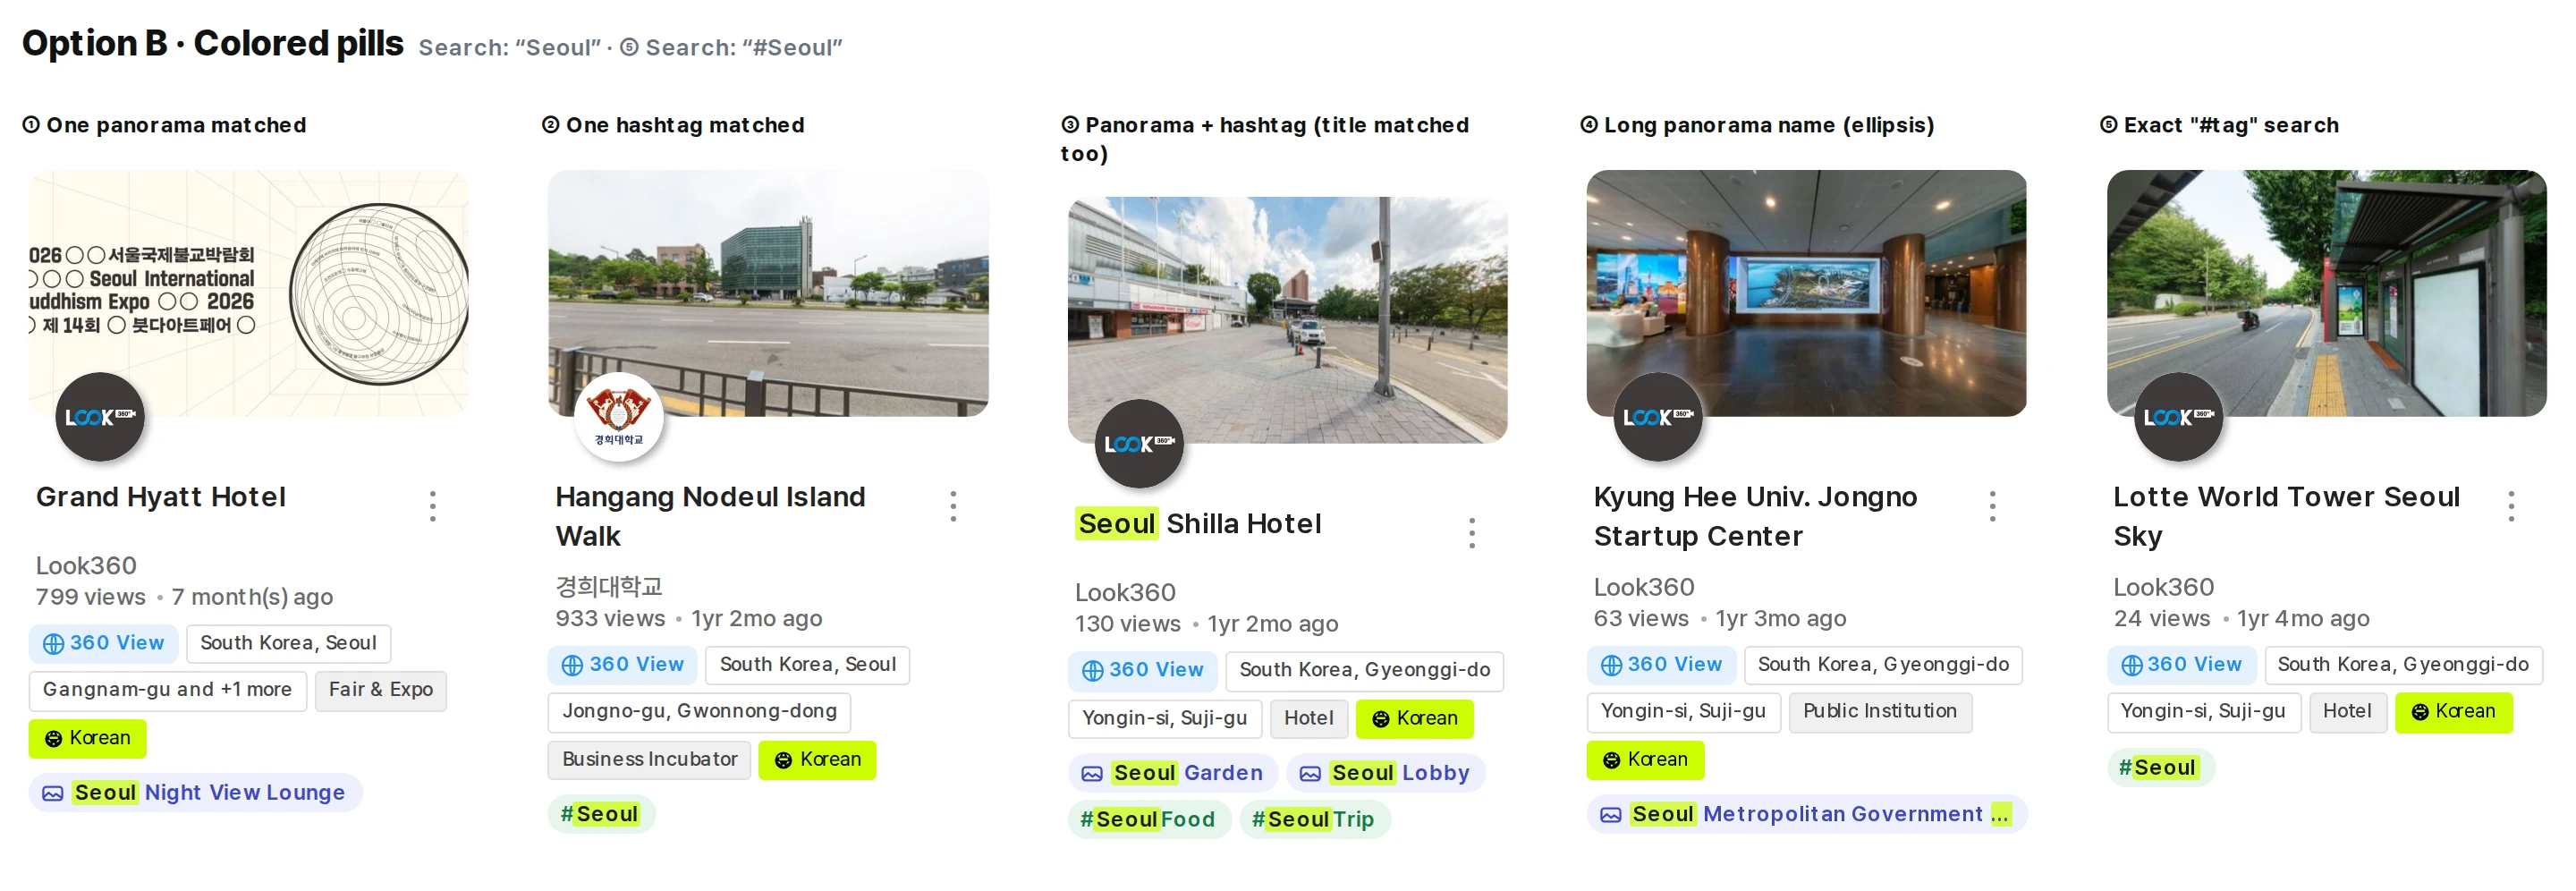 Option B · Colored pills Search: “Seoul” · ⑤ Search: “#Seoul”
① One panorama matched
026 ○○서울국제불교박람회
○○○ Seoul International
uddhism Expo ○○ 2026
○ 제 14회 ○ 붓다아트페어 ○
LOOK 360°
Grand Hyatt Hotel
Look360
799 views • 7 month(s) ago
360 View South Korea, Seoul
Gangnam-gu and +1 more Fair & Expo
Korean
Seoul Night View Lounge
② One hashtag matched
경희대학교
Hangang Nodeul Island
Walk
경희대학교
933 views • 1yr 2mo ago
360 View South Korea, Seoul
Jongno-gu, Gwonnong-dong
Business Incubator Korean
#Seoul
③ Panorama + hashtag (title matched
too)
LOOK 360°
Seoul Shilla Hotel
Look360
130 views • 1yr 2mo ago
360 View South Korea, Gyeonggi-do
Yongin-si, Suji-gu Hotel Korean
Seoul Garden Seoul Lobby
#SeoulFood #SeoulTrip
④ Long panorama name (ellipsis)
LOOK 360°
Kyung Hee Univ. Jongno
Startup Center
Look360
63 views • 1yr 3mo ago
360 View South Korea, Gyeonggi-do
Yongin-si, Suji-gu Public Institution
Korean
Seoul Metropolitan Government ...
⑤ Exact "#tag" search
LOOK 360°
Lotte World Tower Seoul
Sky
Look360
24 views • 1yr 4mo ago
360 View South Korea, Gyeonggi-do
Yongin-si, Suji-gu Hotel Korean
#Seoul